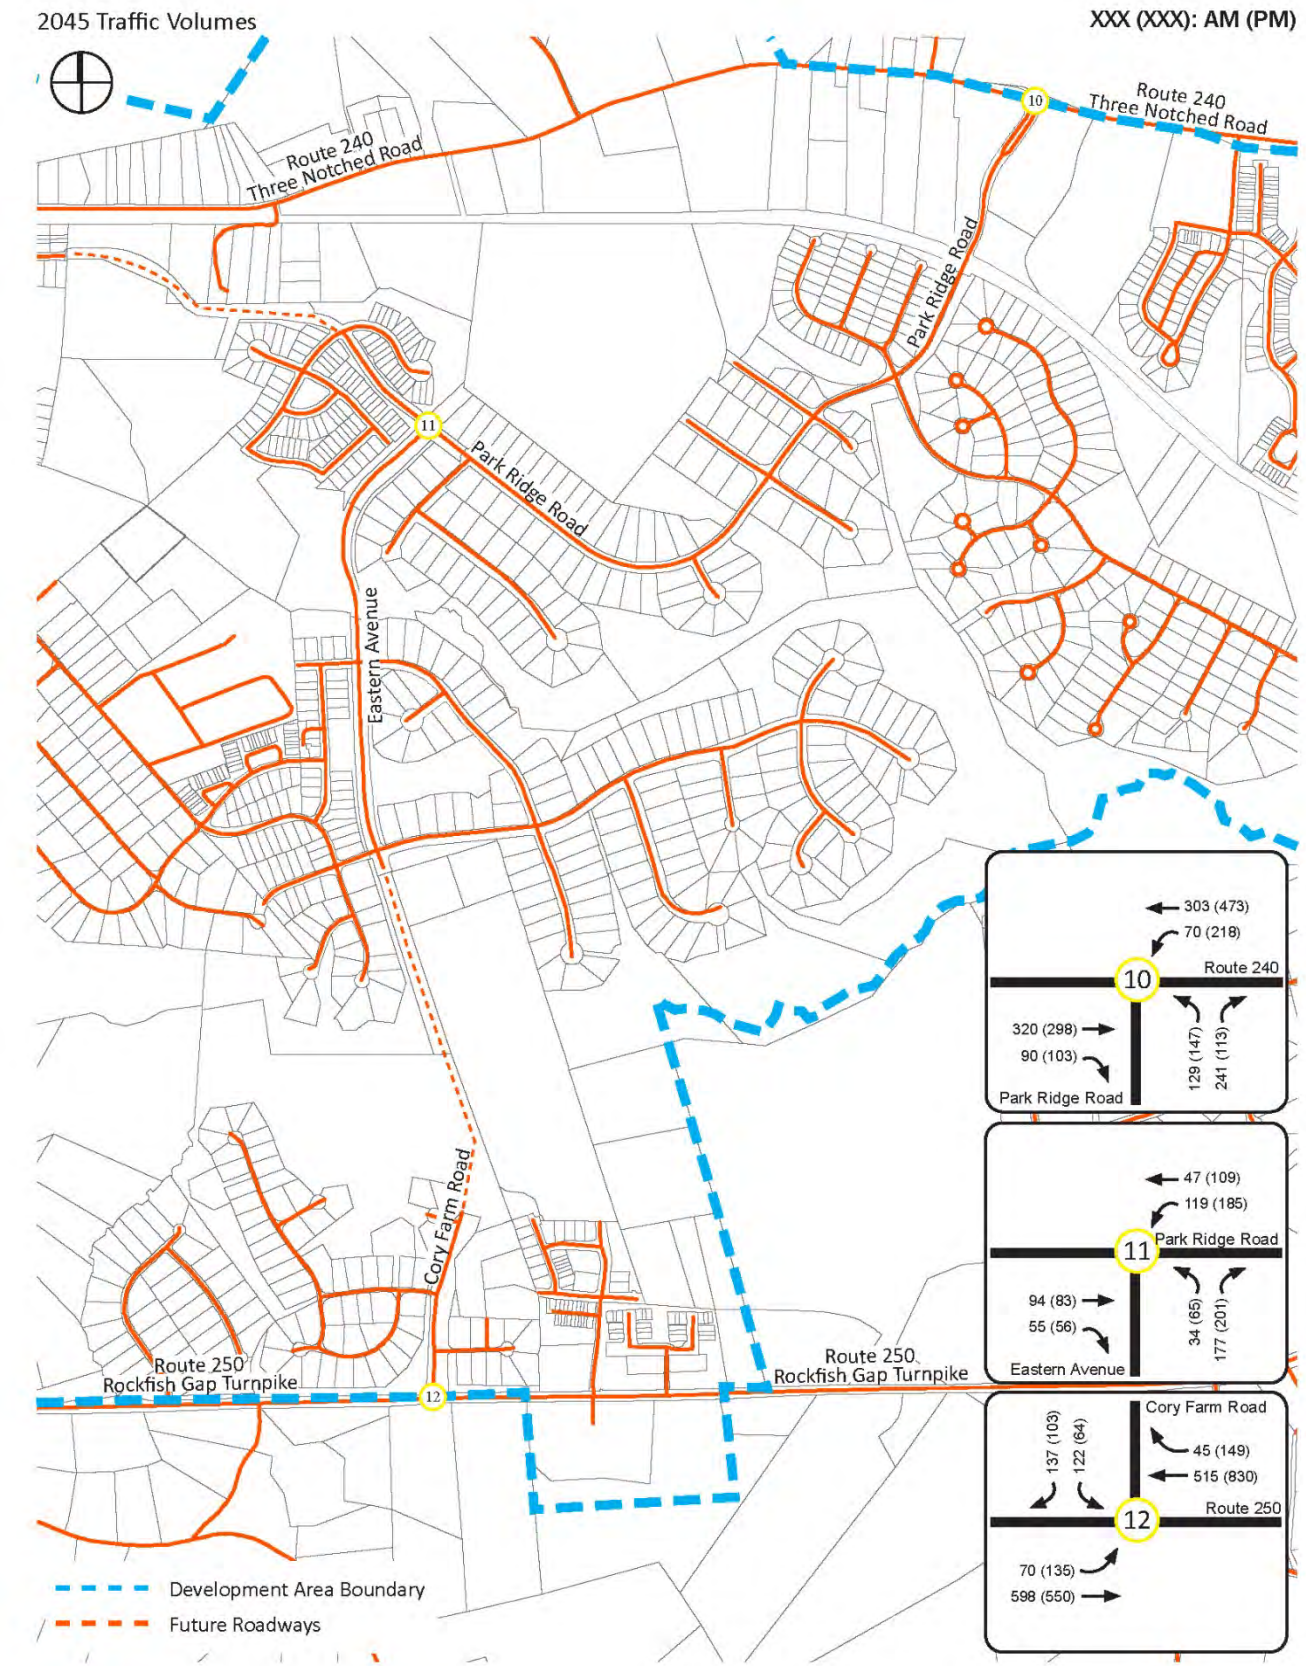 2045 Traffic Volumes
XXX (XXX): AM (PM)
10
Route 240
Three Notched Road
Route 240
Three Notched Road
Park Ridge Road
11
Park Ridge Road
Eastern Avenue
303 (473)
70 (218)
Route 240
10
320 (298)
90 (103)
129 (147)
241 (113)
Park Ridge Road
Cory Farm Road
47 (109)
119 (185)
Park Ridge Road
11
94 (83)
55 (56)
34 (65)
177 (201)
Eastern Avenue
Route 250
Rockfish Gap Turnpike
Route 250
Rockfish Gap Turnpike
12
Cory Farm Road
137 (103)
122 (64)
45 (149)
515 (830)
Route 250
12
70 (135)
598 (550)
Development Area Boundary
Future Roadways